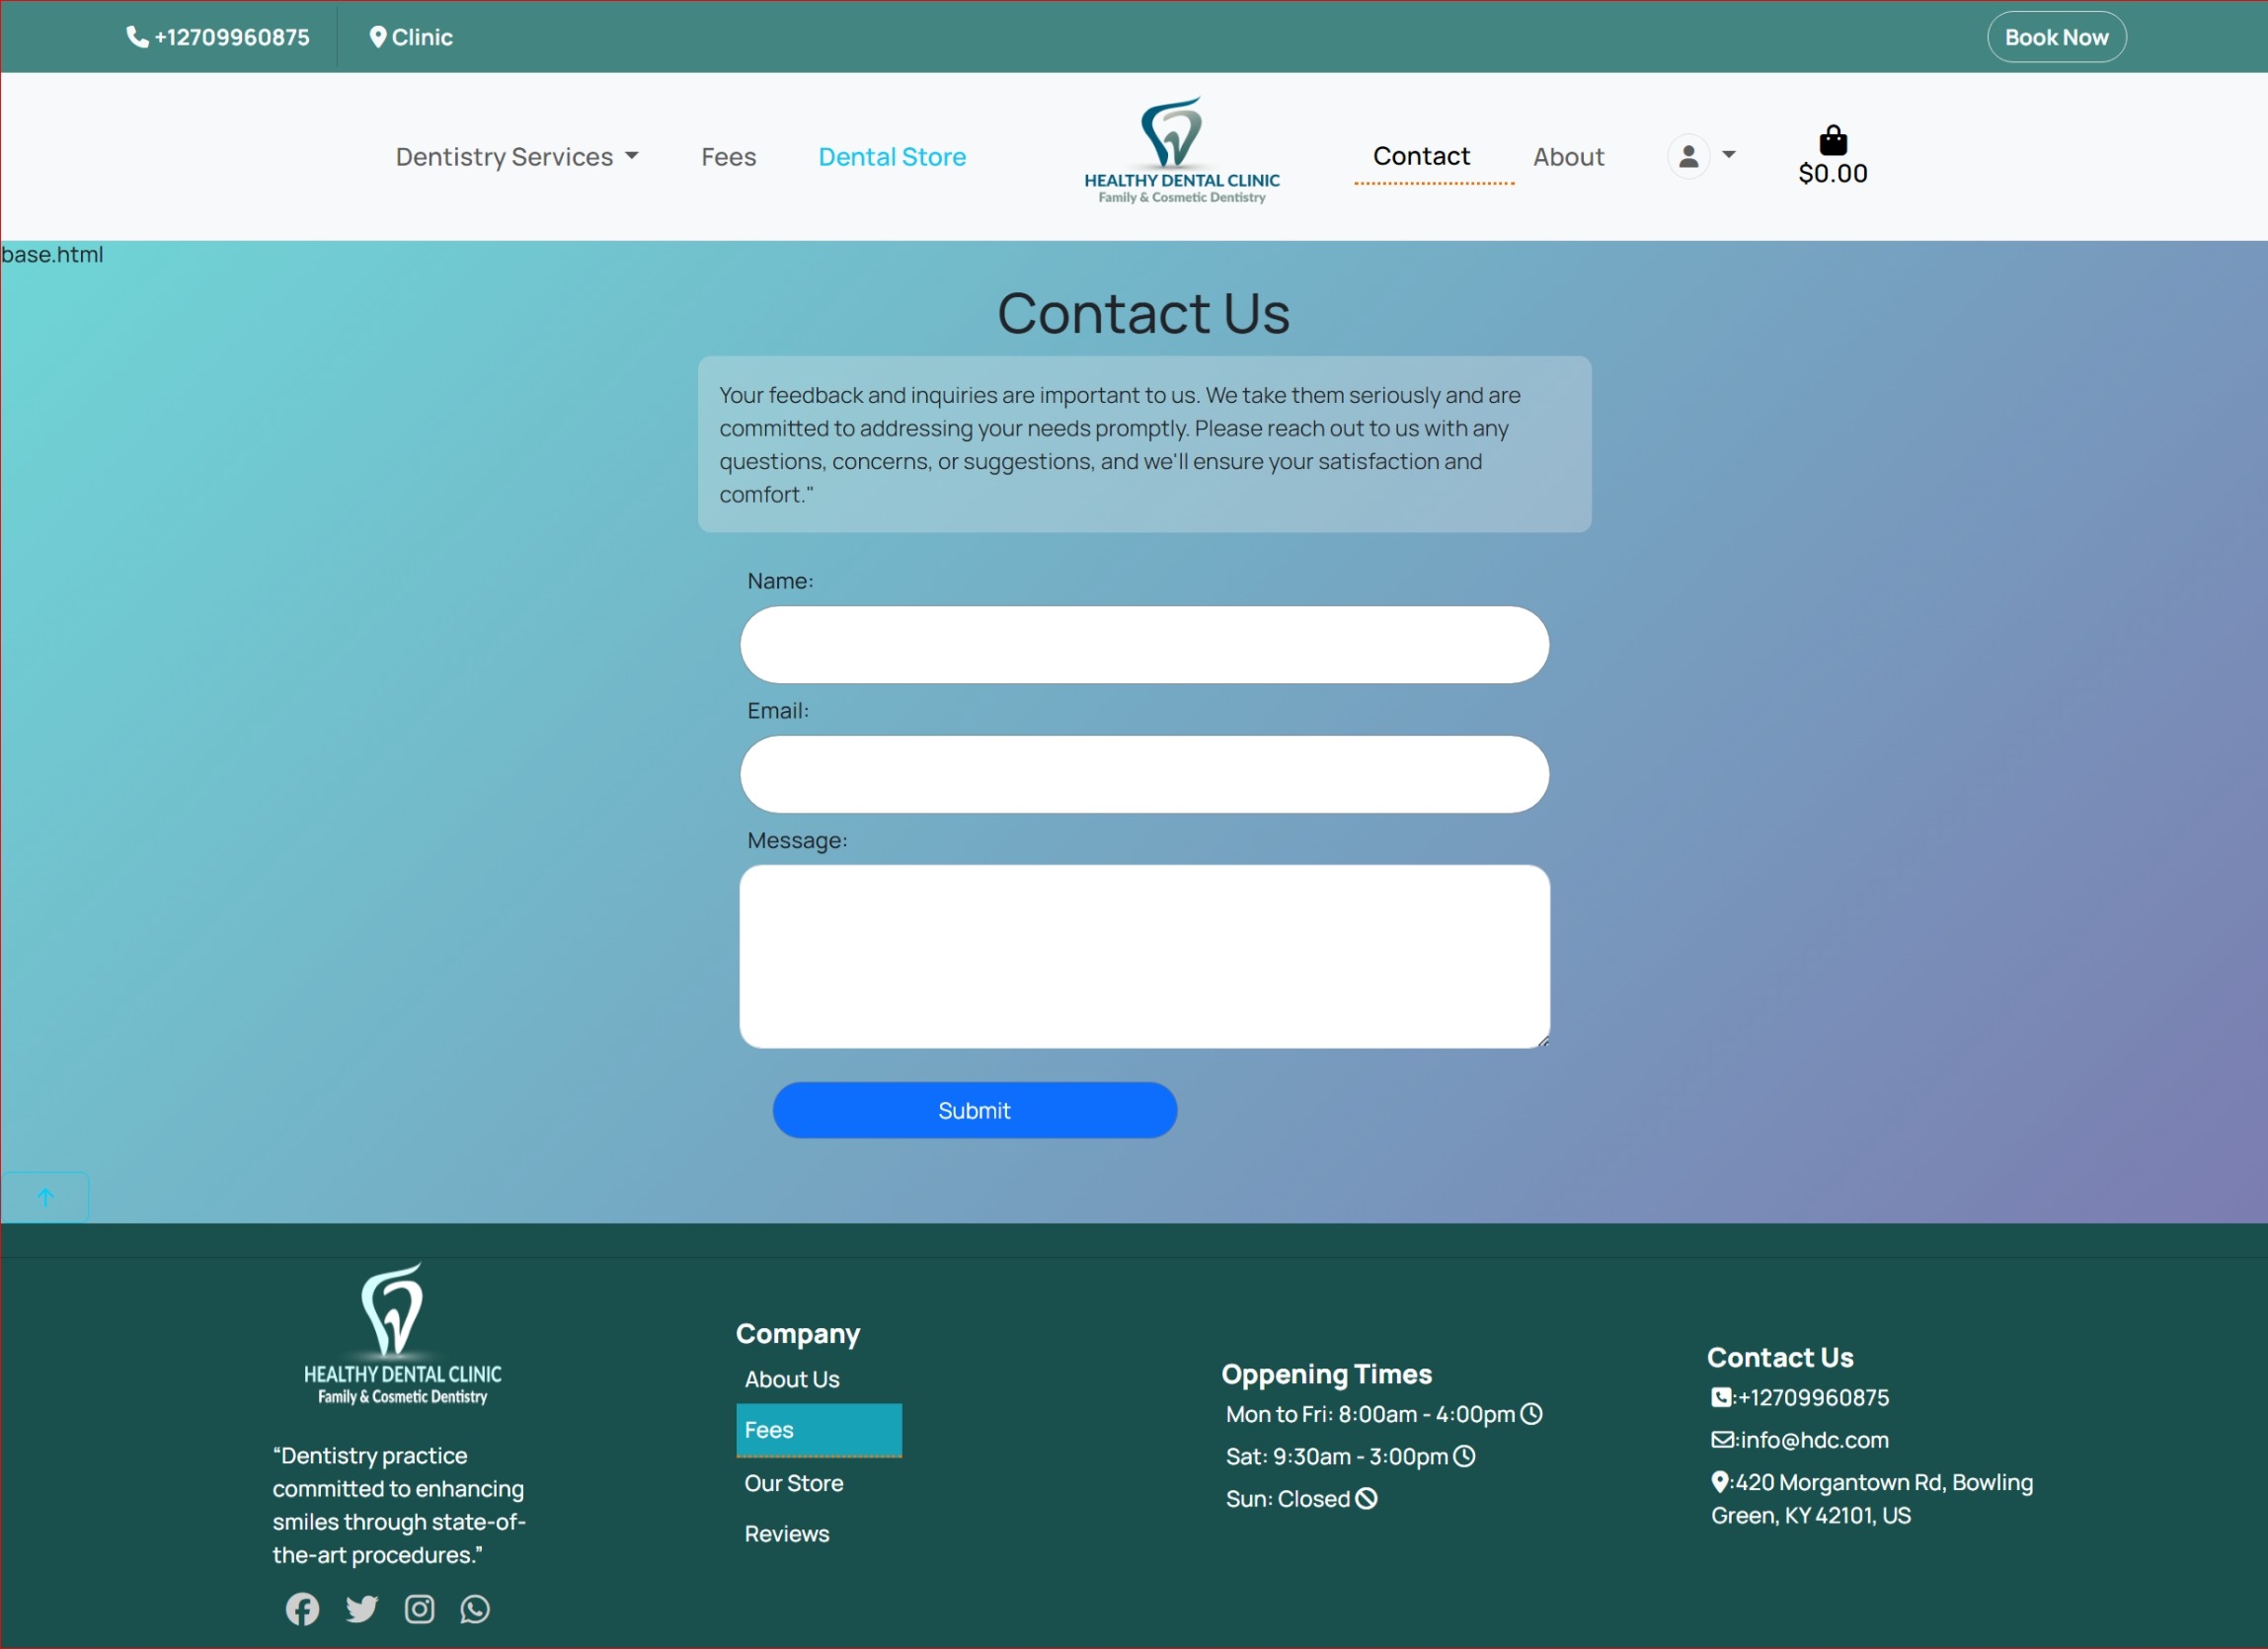 +12709960875
Clinic
Book Now
Dentistry Services
Fees
Dental Store
HEALTHY DENTAL CLINIC
Family & Cosmetic Dentistry
Contact
About
$0.00
base.html
Contact Us
Your feedback and inquiries are important to us. We take them seriously and are
committed to addressing your needs promptly. Please reach out to us with any
questions, concerns, or suggestions, and we'll ensure your satisfaction and
comfort."
Name:
Email:
Message:
Submit
HEALTHY DENTAL CLINIC
Family & Cosmetic Dentistry
“Dentistry practice
committed to enhancing
smiles through state-of-
the-art procedures.”
Company
About Us
Fees
Our Store
Reviews
Oppening Times
Mon to Fri: 8:00am - 4:00pm
Sat: 9:30am - 3:00pm
Sun: Closed
Contact Us
:+12709960875
:info@hdc.com
:420 Morgantown Rd, Bowling
Green, KY 42101, US